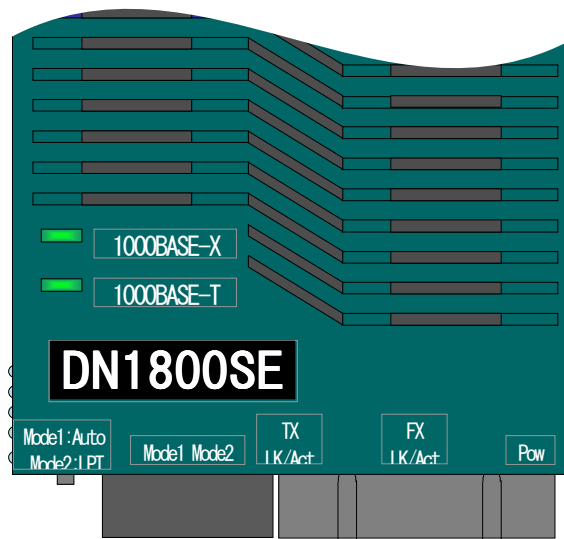 1000BASE-X
1000BASE-T
DN1800SE
Mode1:Auto
Mode2:LPT
Mode1 Mode2
TX
LK/Act
FX
LK/Act
Pow